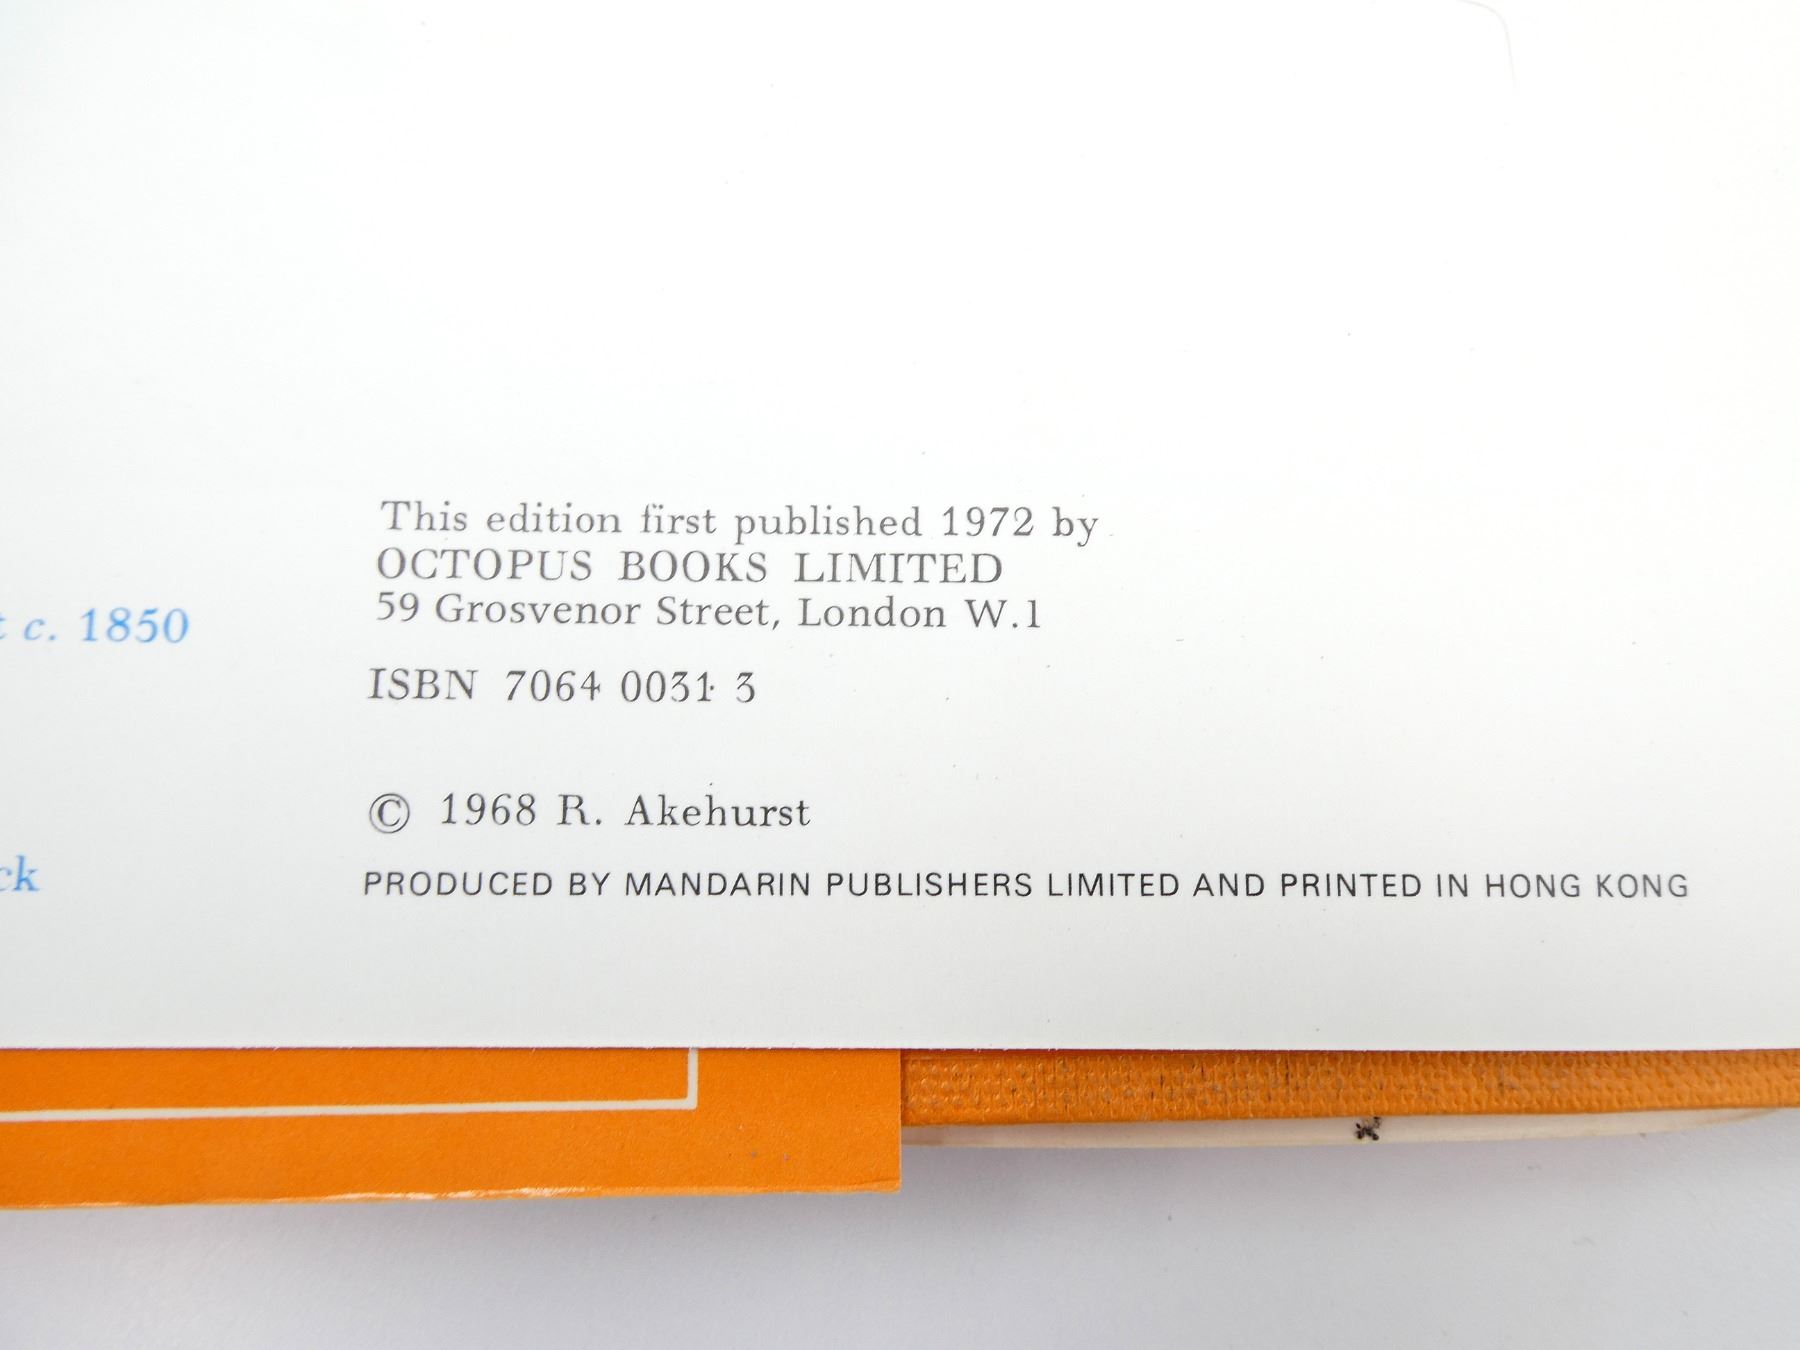 This edition first published 1972 by
OCTOPUS BOOKS LIMITED
59 Grosvenor Street, London W.1
c. 1850
ISBN 7064 0031 3
© 1968 R. Akehurst
ck
PRODUCED BY MANDARIN PUBLISHERS LIMITED AND PRINTED IN HONG KONG